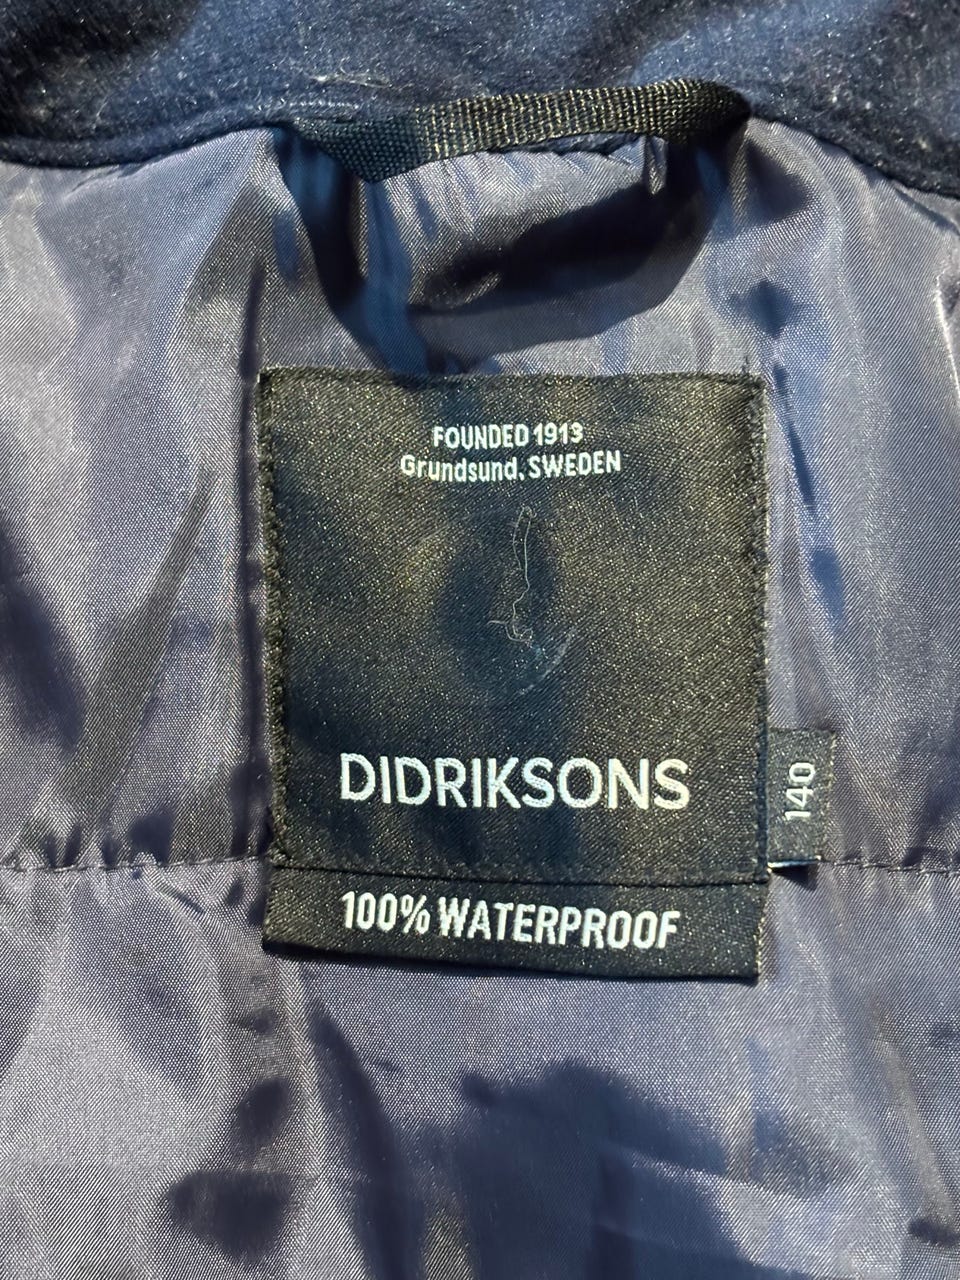 FOUNDED 1913
Grundsund, SWEDEN
DIDRIKSONS
140
100% WATERPROOF